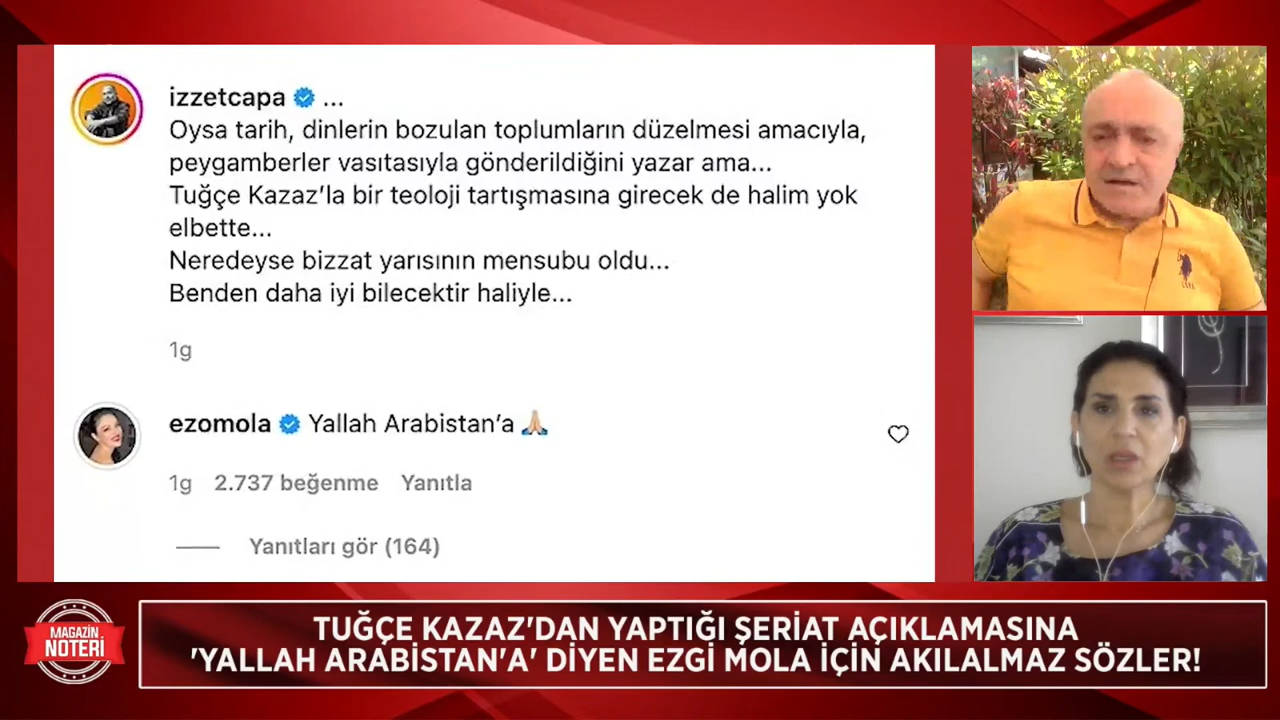 izzetcapa ...
Oysa tarih, dinlerin bozulan toplumların düzelmesi amacıyla,
peygamberler vasıtasıyla gönderildiğini yazar ama...
Tuğçe Kazaz’la bir teoloji tartışmasına girecek de halim yok
elbette...
Neredeyse bizzat yarısının mensubu oldu...
Benden daha iyi bilecektir haliyle...
1g
ezomola Yallah Arabistan’a 🙏🏼
1g 2.737 beğenme Yanıtla
Yanıtları gör (164)
MAGAZİN
NOTERİ
TUĞÇE KAZAZ'DAN YAPTIĞI ŞERİAT AÇIKLAMASINA
'YALLAH ARABİSTAN'A' DİYEN EZGİ MOLA İÇİN AKILALMAZ SÖZLER!